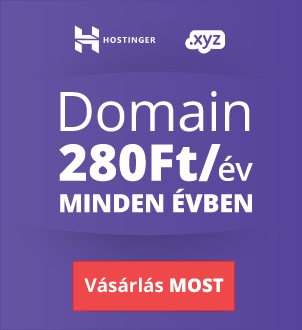 HOSTINGER .xyz
Domain
280Ft/év
MINDEN ÉVBEN
Vásárlás MOST